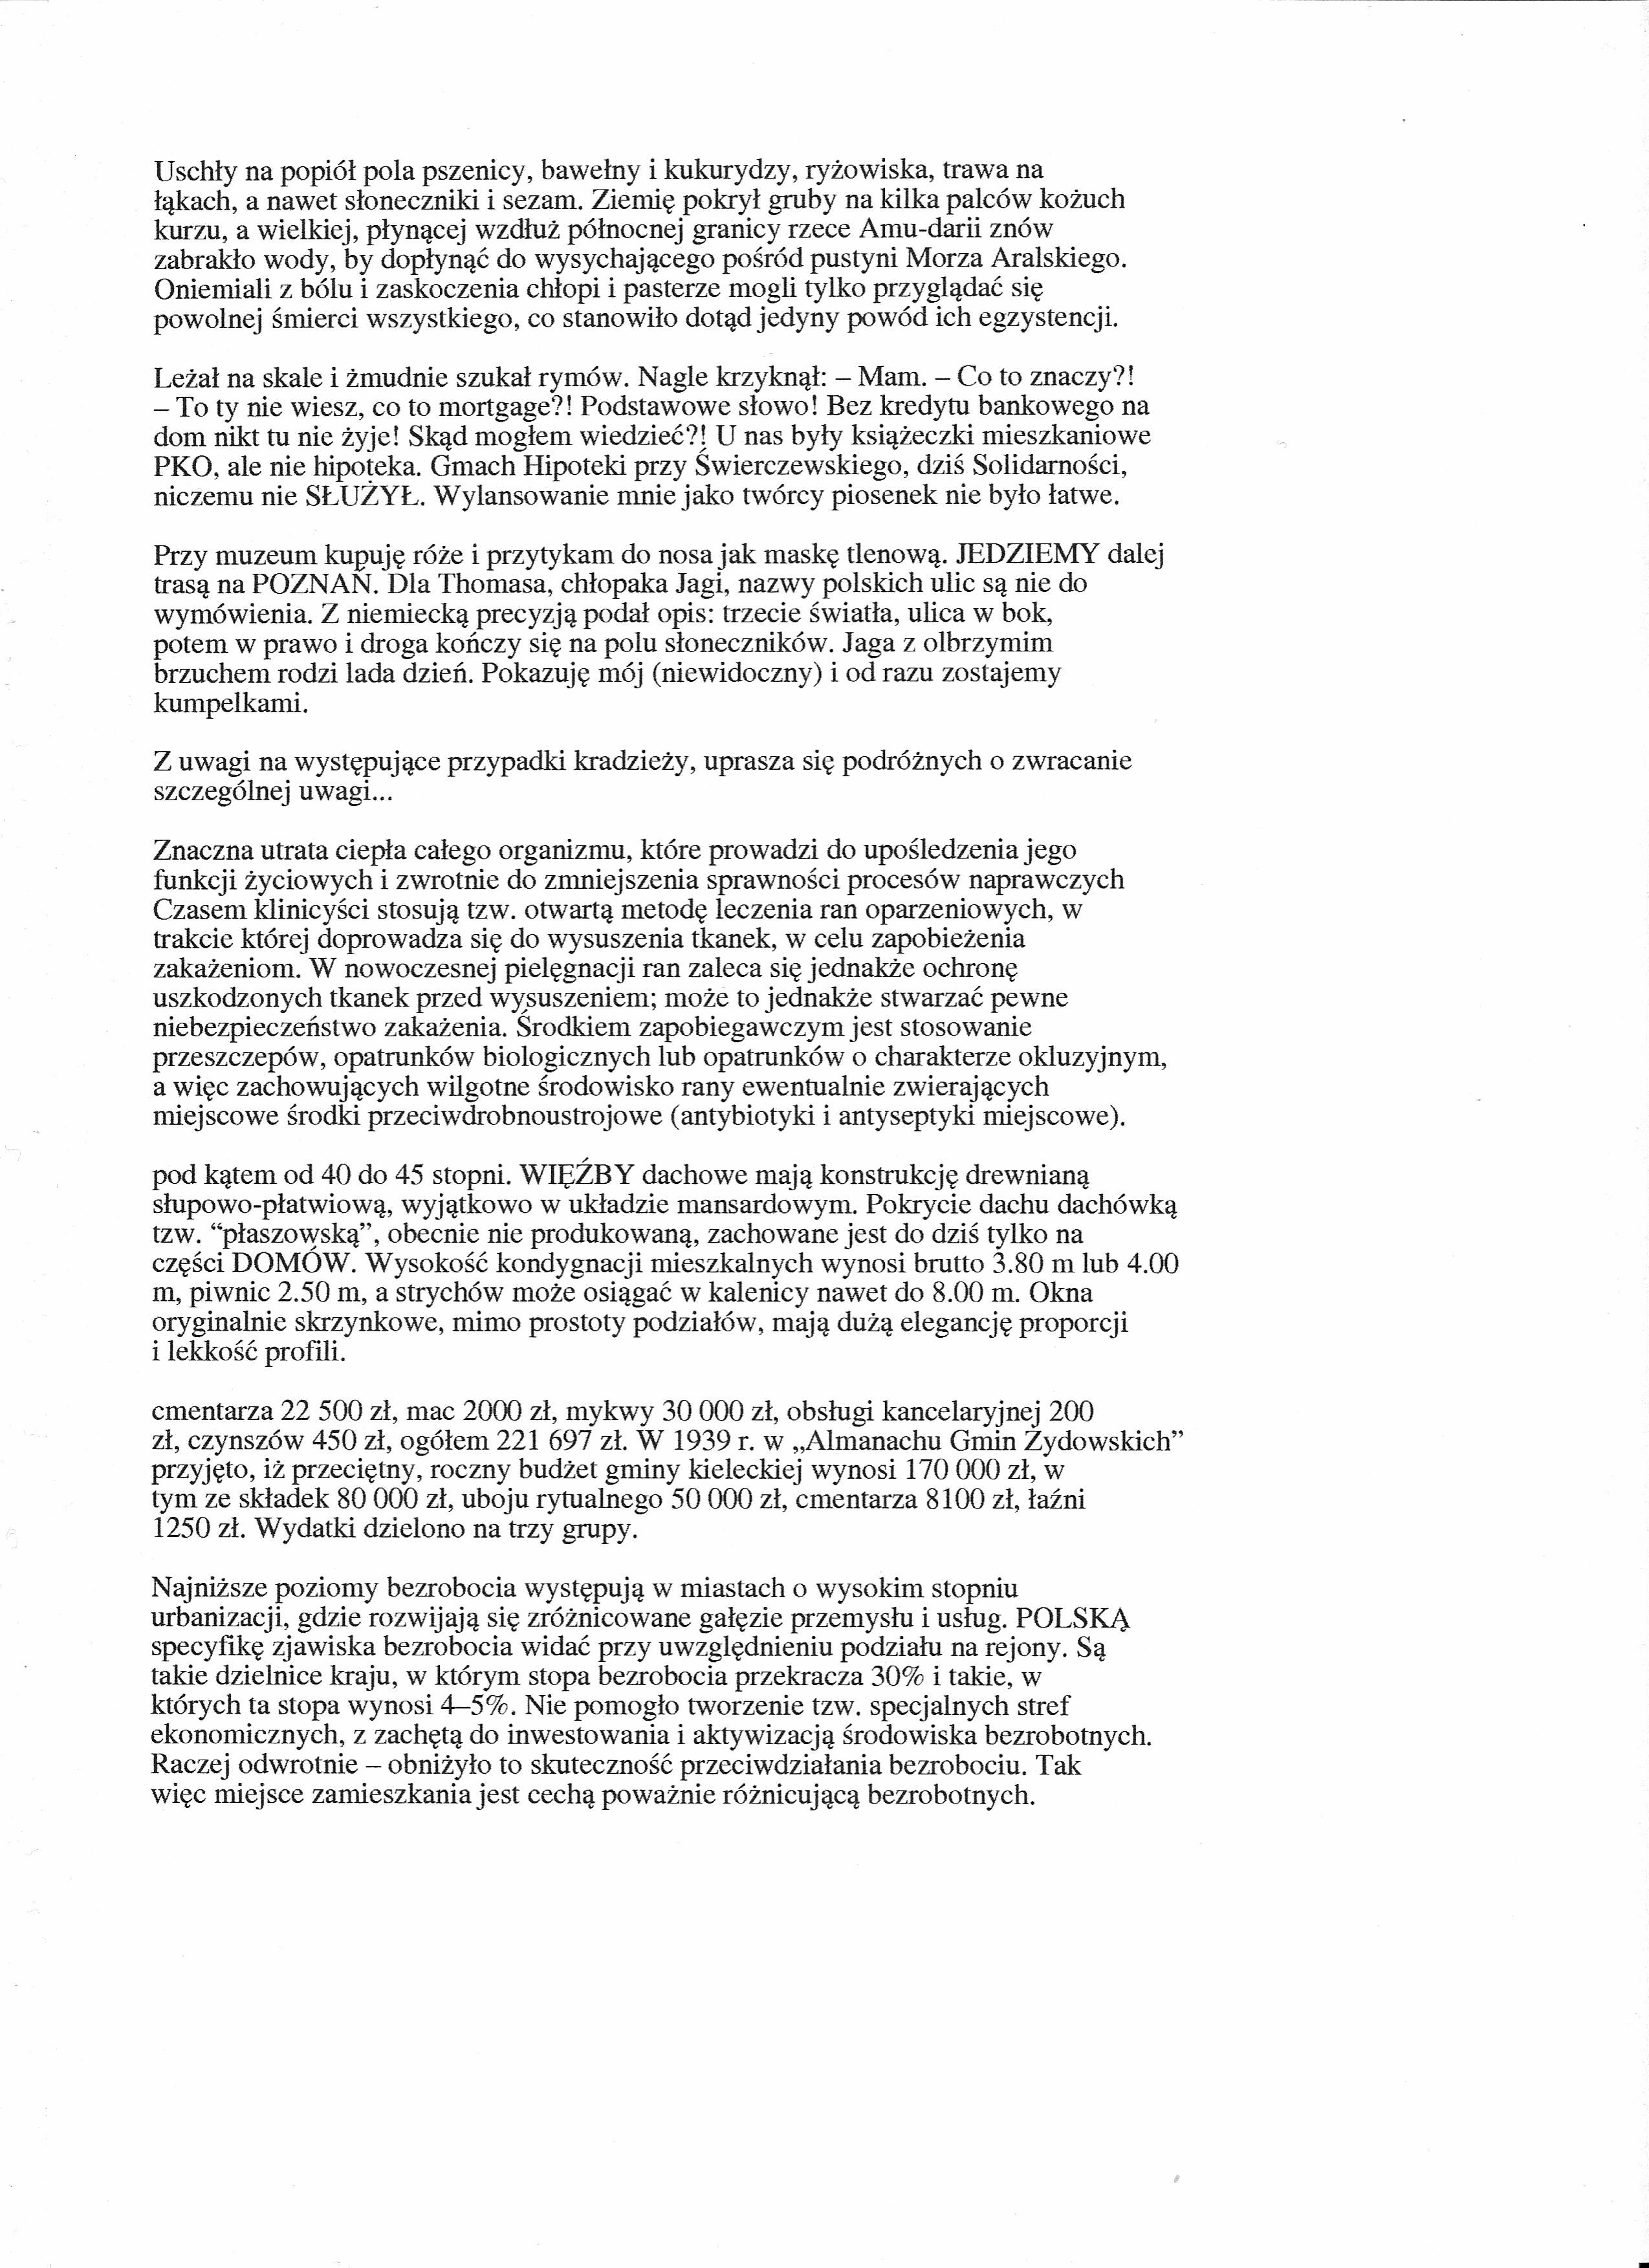 Uschły na popiół pola pszenicy, bawełny i kukurydzy, ryżowiska, trawa na
łąkach, a nawet słoneczniki i sezam. Ziemię pokrył gruby na kilka palców kożuch
kurzu, a wielkiej, płynącej wzdłuż północnej granicy rzece Amu-darii znów
zabrakło wody, by dopłynąć do wysychającego pośród pustyni Morza Aralskiego.
Oniemiali z bólu i zaskoczenia chłopi i pasterze mogli tylko przyglądać się
powolnej śmierci wszystkiego, co stanowiło dotąd jedyny powód ich egzystencji.

Leżał na skale i żmudnie szukał rymów. Nagle krzyknął: – Mam. – Co to znaczy?!
– To ty nie wiesz, co to mortgage?! Podstawowe słowo! Bez kredytu bankowego na
dom nikt tu nie żyje! Skąd mogłem wiedzieć?! U nas były książeczki mieszkaniowe
PKO, ale nie hipoteka. Gmach Hipoteki przy Świerczewskiego, dziś Solidarności,
niczemu nie SŁUŻYŁ. Wylansowanie mnie jako twórcy piosenek nie było łatwe.

Przy muzeum kupuję róże i przytykam do nosa jak maskę tlenową. JEDZIEMY dalej
trasą na POZNAŃ. Dla Thomasa, chłopaka Jagi, nazwy polskich ulic są nie do
wymówienia. Z niemiecką precyzją podał opis: trzecie światła, ulica w bok,
potem w prawo i droga kończy się na polu słoneczników. Jaga z olbrzymim
brzuchem rodzi lada dzień. Pokazuję mój (niewidoczny) i od razu zostajemy
kumpelkami.

Z uwagi na występujące przypadki kradzieży, uprasza się podróżnych o zwracanie
szczególnej uwagi...

Znaczna utrata ciepła całego organizmu, które prowadzi do upośledzenia jego
funkcji życiowych i zwrotnie do zmniejszenia sprawności procesów naprawczych
Czasem klinicyści stosują tzw. otwartą metodę leczenia ran oparzeniowych, w
trakcie której doprowadza się do wysuszenia tkanek, w celu zapobieżenia
zakażeniom. W nowoczesnej pielęgnacji ran zaleca się jednakże ochronę
uszkodzonych tkanek przed wysuszeniem; może to jednakże stwarzać pewne
niebezpieczeństwo zakażenia. Środkiem zapobiegawczym jest stosowanie
przeszczepów, opatrunków biologicznych lub opatrunków o charakterze okluzyjnym,
a więc zachowujących wilgotne środowisko rany ewentualnie zwierających
miejscowe środki przeciwdrobnoustrojowe (antybiotyki i antyseptyki miejscowe).

pod kątem od 40 do 45 stopni. WIĘŹBY dachowe mają konstrukcję drewnianą
słupowo-płatwiową, wyjątkowo w układzie mansardowym. Pokrycie dachu dachówką
tzw. “płaszowską”, obecnie nie produkowaną, zachowane jest do dziś tylko na
części DOMÓW. Wysokość kondygnacji mieszkalnych wynosi brutto 3.80 m lub 4.00
m, piwnic 2.50 m, a strychów może osiągać w kalenicy nawet do 8.00 m. Okna
oryginalnie skrzynkowe, mimo prostoty podziałów, mają dużą elegancję proporcji
i lekkość profili.

cmentarza 22 500 zł, mac 2000 zł, mykwy 30 000 zł, obsługi kancelaryjnej 200
zł, czynszów 450 zł, ogółem 221 697 zł. W 1939 r. w „Almanachu Gmin Żydowskich”
przyjęto, iż przeciętny, roczny budżet gminy kieleckiej wynosi 170 000 zł, w
tym ze składek 80 000 zł, uboju rytualnego 50 000 zł, cmentarza 8100 zł, łaźni
1250 zł. Wydatki dzielono na trzy grupy.

Najniższe poziomy bezrobocia występują w miastach o wysokim stopniu
urbanizacji, gdzie rozwijają się zróżnicowane gałęzie przemysłu i usług. POLSKĄ
specyfikę zjawiska bezrobocia widać przy uwzględnieniu podziału na rejony. Są
takie dzielnice kraju, w którym stopa bezrobocia przekracza 30% i takie, w
których ta stopa wynosi 4–5%. Nie pomogło tworzenie tzw. specjalnych stref
ekonomicznych, z zachętą do inwestowania i aktywizacją środowiska bezrobotnych.
Raczej odwrotnie – obniżyło to skuteczność przeciwdziałania bezrobociu. Tak
więc miejsce zamieszkania jest cechą poważnie różnicującą bezrobotnych.